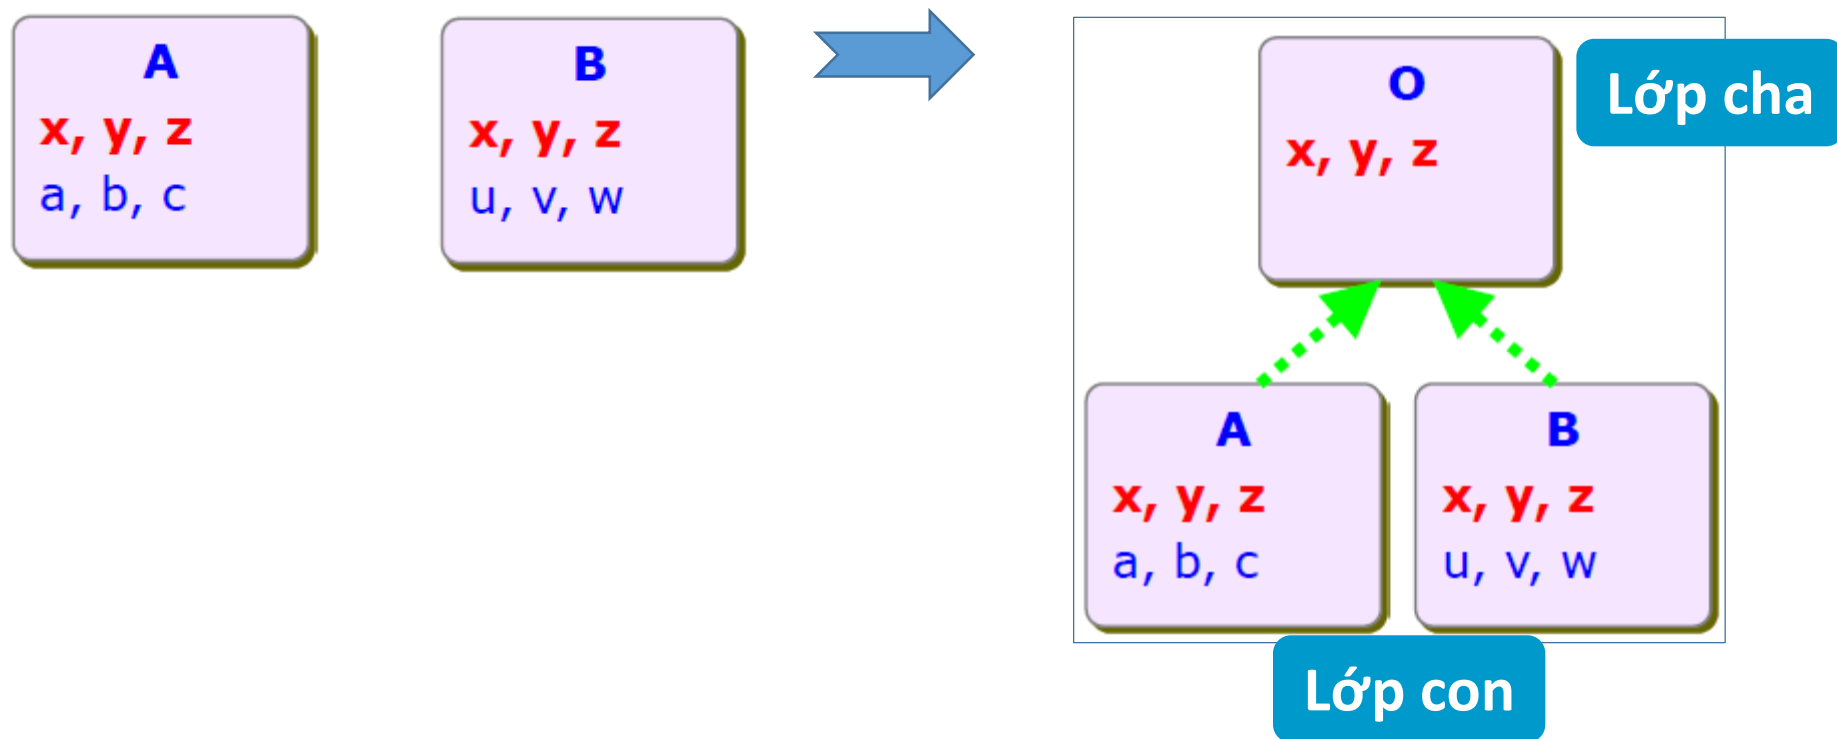 A
x, y, z
a, b, c
B
x, y, z
u, v, w
O
x, y, z
Lớp cha
A
x, y, z
a, b, c
B
x, y, z
u, v, w
Lớp con